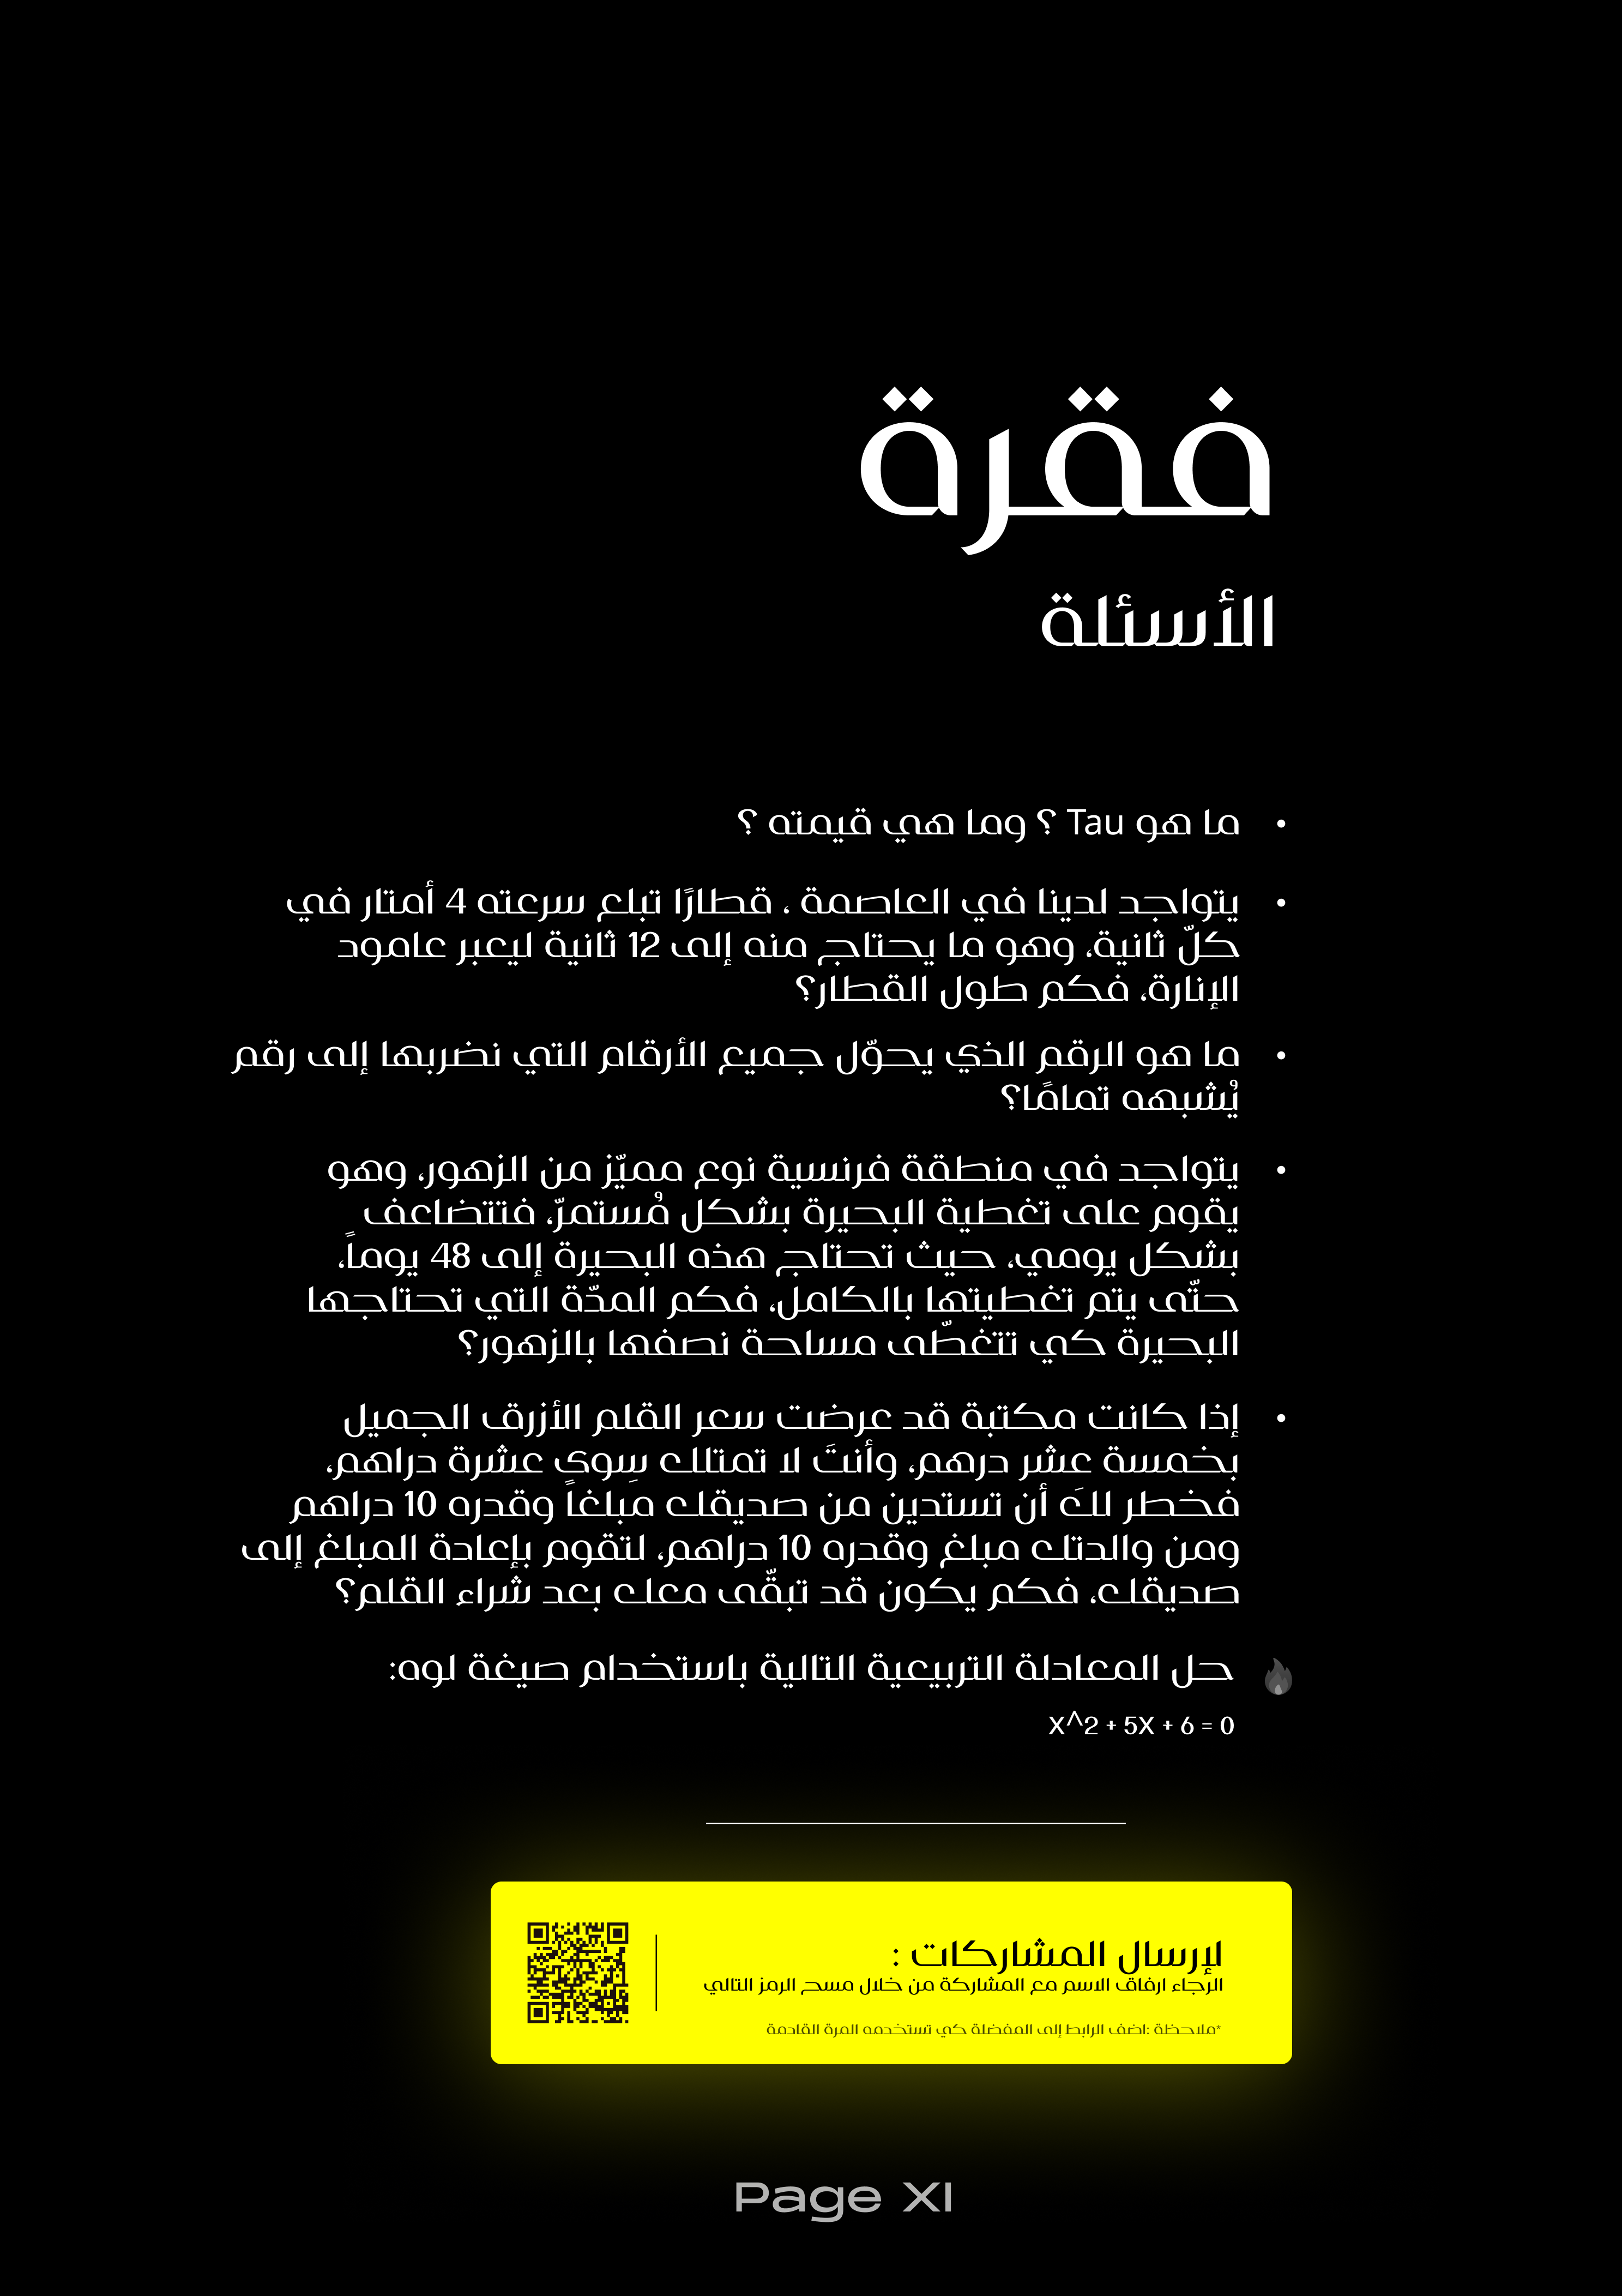 فقرة
الأسئلة
• ما هو Tau ؟ وما هي قيمته ؟
• يتواجد لدينا في العاصمة ، قطارًا تبلغ سرعته 4 أمتار في
كلّ ثانية، وهو ما يحتاج منه إلى 12 ثانية ليعبر عامود
الإنارة، فكم طول القطار؟
• ما هو الرقم الذي يحوّل جميع الأرقام التي نضربها إلى رقم
يُشبهه تمامًا؟
• يتواجد في منطقة فرنسية نوع مميّز من الزهور، وهو
يقوم على تغطية البحيرة بشكل مُستمرّ، فتتضاعف
بشكل يومي، حيث تحتاج هذه البحيرة إلى 48 يوماً،
حتّى يتم تغطيتها بالكامل، فكم المدّة التي تحتاجها
البحيرة كي تتغطّى مساحة نصفها بالزهور؟
• إذا كانت مكتبة قد عرضت سعر القلم الأزرق الجميل
بخمسة عشر درهم، وأنتَ لا تمتلك سِوى عشرة دراهم،
فخطر لكَ أن تستدين من صديقك مبلغاً وقدره 10 دراهم
ومن والدتك مبلغ وقدره 10 دراهم، لتقوم بإعادة المبلغ إلى
صديقك، فكم يكون قد تبقّى معك بعد شراء القلم؟
حل المعادلة التربيعية التالية باستخدام صيغة لوه:
X^2 + 5X + 6 = 0
لإرسال المشاركات :
الرجاء ارفاق الاسم مع المشاركة من خلال مسح الرمز التالي
*ملاحظة :اضف الرابط إلى المفضلة كي تستخدمه المرة القادمة
Page XI